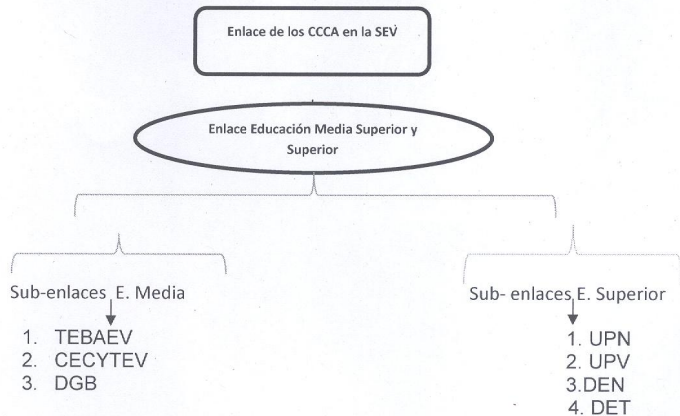 Enlace de los CCCA en la SEV
Enlace Educación Media Superior y
Superior
Sub-enlaces E. Media
1. TEBAEV
2. CECYTEV
3. DGB
Sub- enlaces E. Superior
1. UPN
2. UPV
3.DEN
4. DET